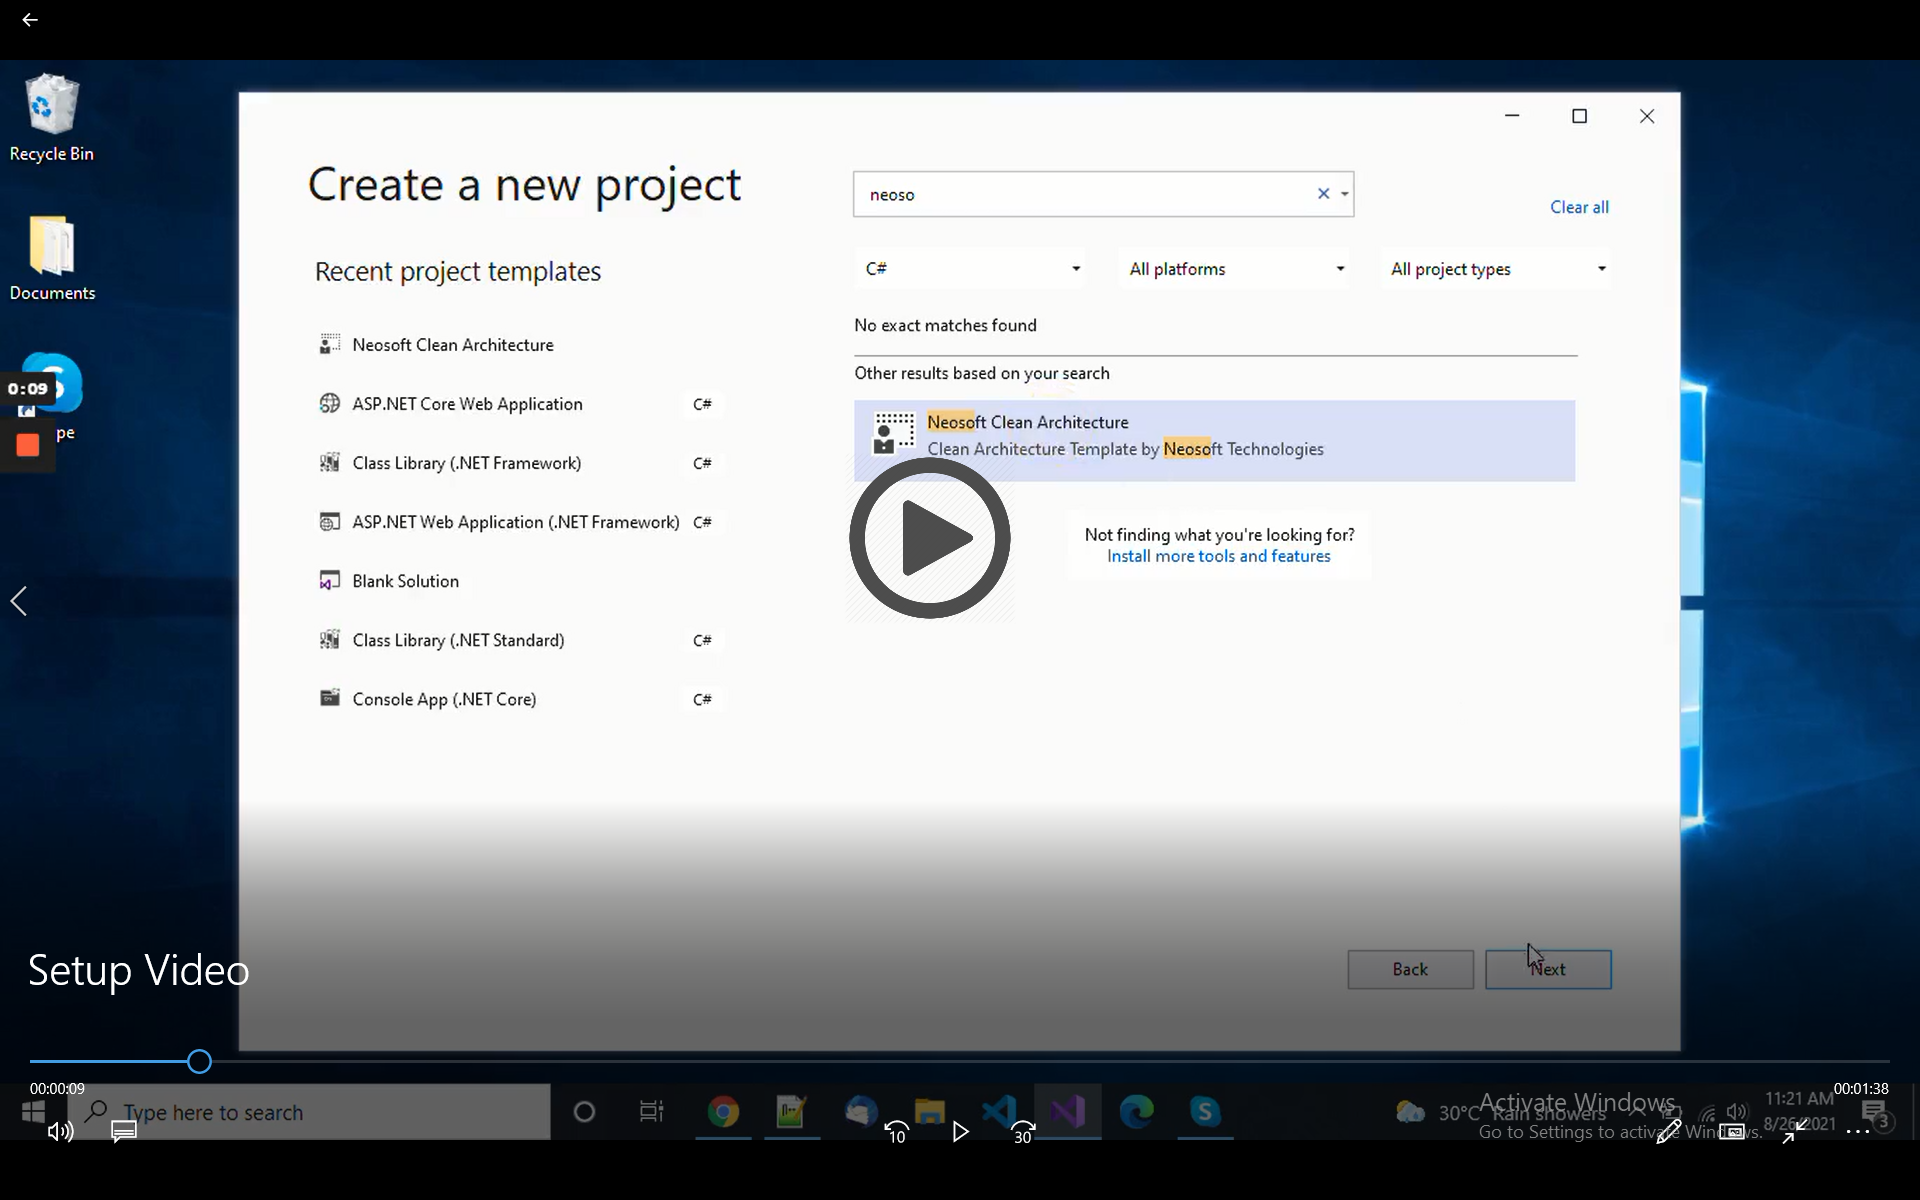 Recycle Bin
Documents
0:09
pe
Create a new project
neoso
Clear all
C#
All platforms
All project types
Recent project templates
Neosoft Clean Architecture
ASP.NET Core Web Application C#
Class Library (.NET Framework) C#
ASP.NET Web Application (.NET Framework) C#
Blank Solution
Class Library (.NET Standard) C#
Console App (.NET Core) C#
No exact matches found
Other results based on your search
Neosoft Clean Architecture
Clean Architecture Template by Neosoft Technologies
Not finding what you're looking for?
Install more tools and features
Back
Next
Setup Video
00:00:09
00:01:38
Type here to search
10
30
30°C Rain showers
Activate Windows
Go to Settings to activate Windows.
11:21 AM
8/26/2021
3